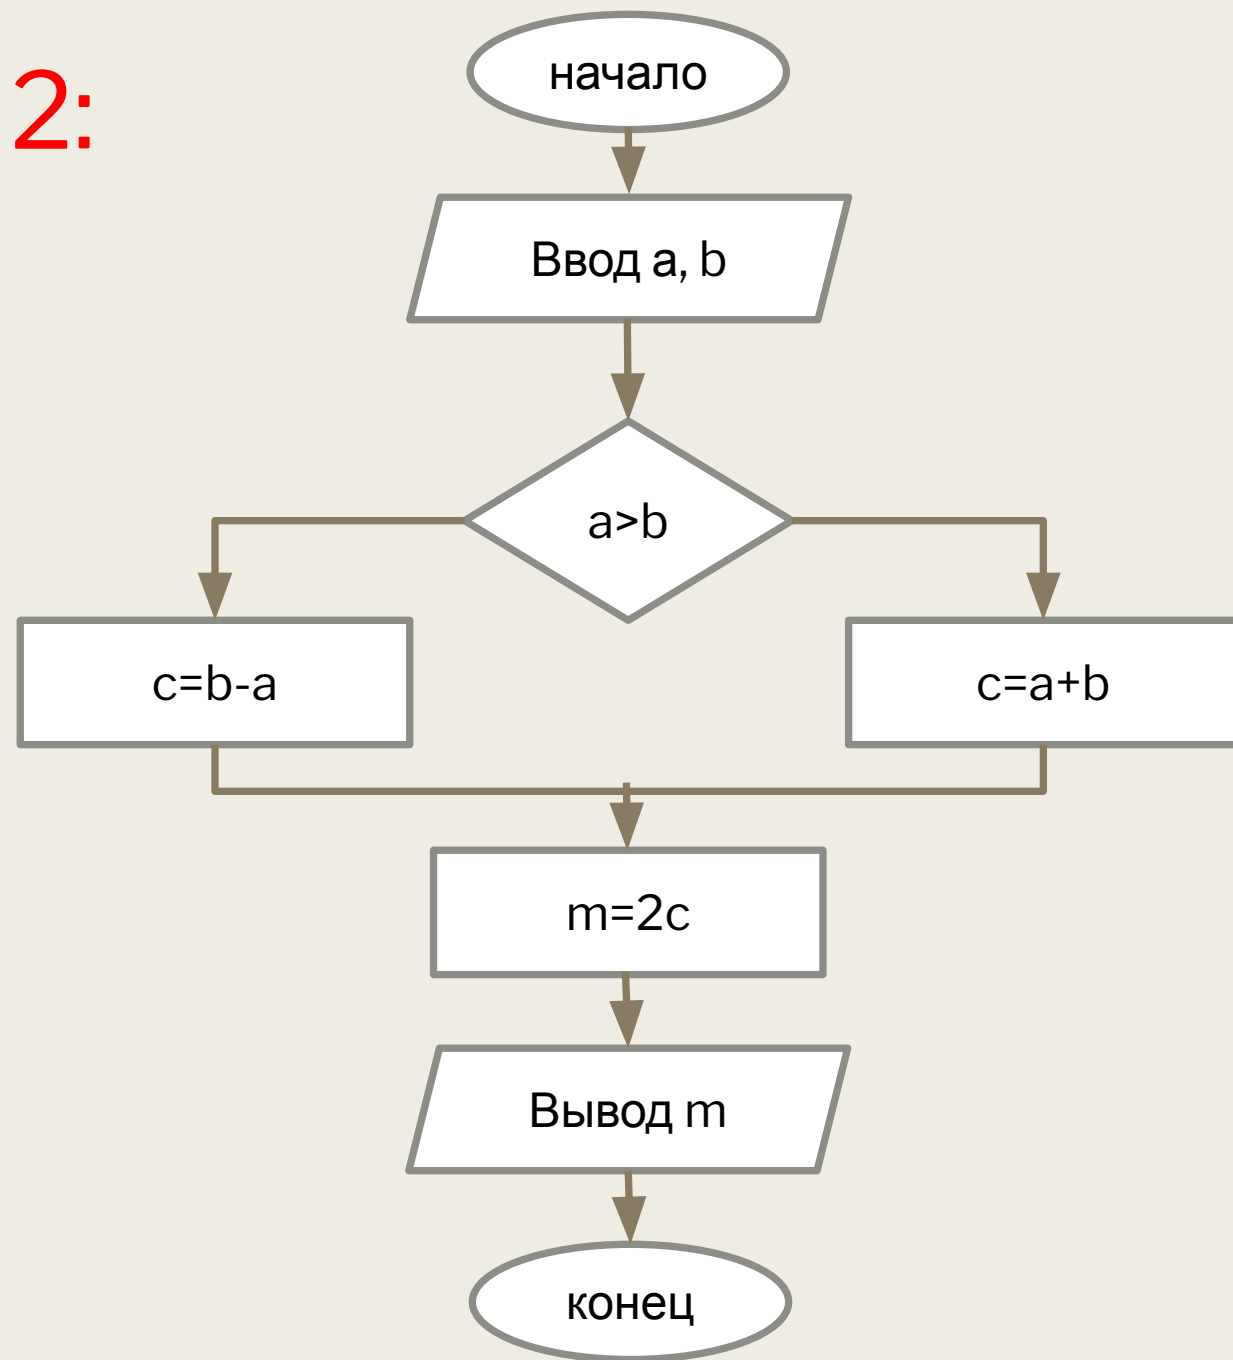 2:
начало
Ввод a, b
a>b
c=b-a
c=a+b
m=2c
Вывод m
конец